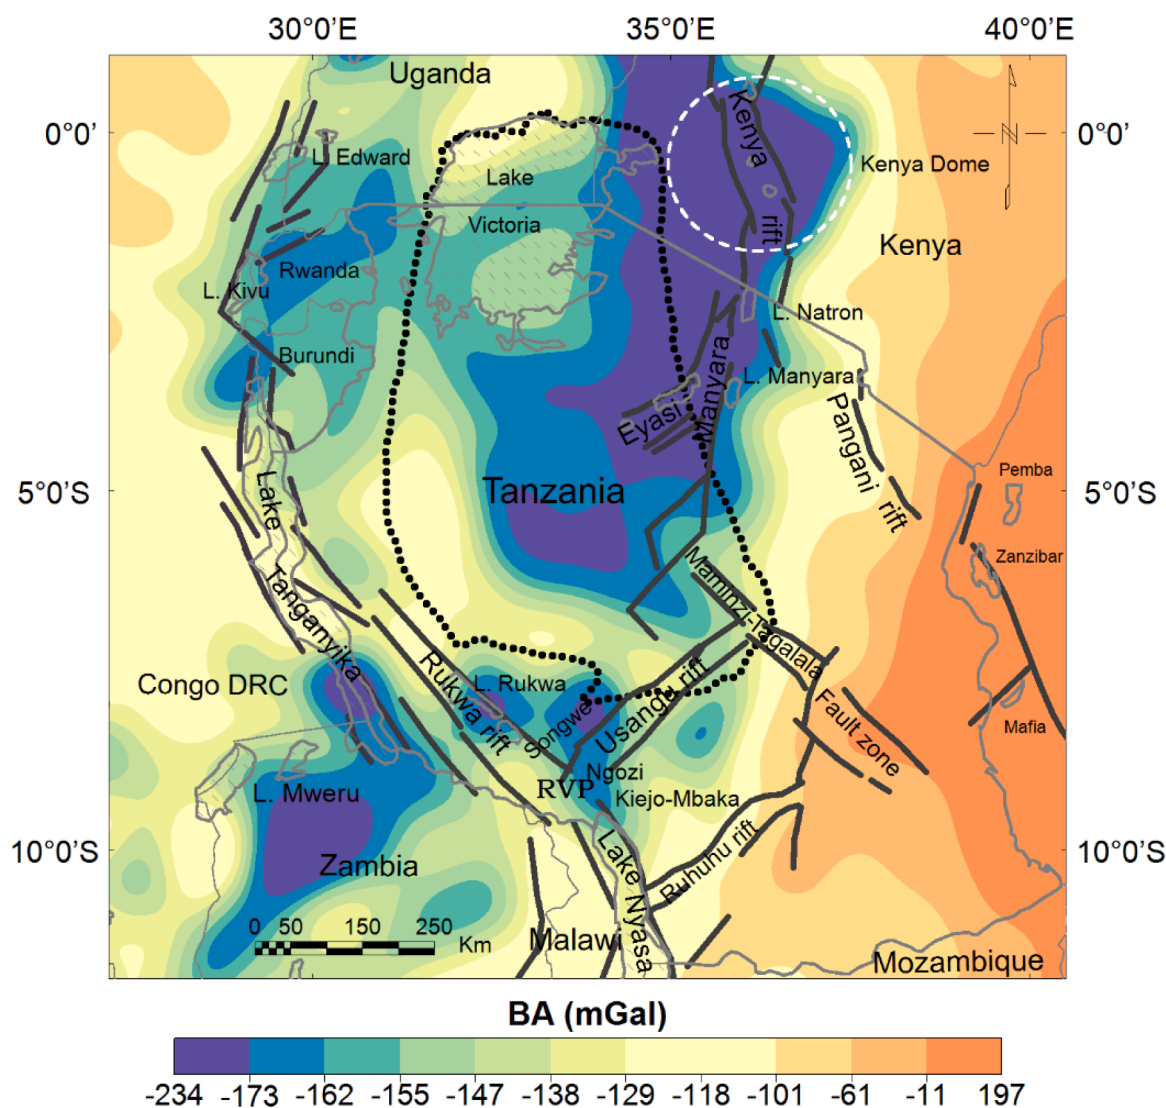 30°0'E
35°0'E
40°0'E
Uganda
0°0'
0°0'
N
Kenya
rift
L. Edward
Kenya Dome
Lake
Victoria
Kenya
Rwanda
L. Kivu
L. Natron
Burundi
L. Manyara
Manyara
Eyasi
Pangani
rift
Pemba
Lake
Tanganyika
Tanzania
5°0'S
5°0'S
Zanzibar
Maminzi-Tagalala
Fault zone
Congo DRC
L. Rukwa
Rukwa rift
Songwe
Usangu rift
Mafia
RVP
Ngozi
L. Mweru
Kiejo-Mbaka
10°0'S
10°0'S
Zambia
Lake Nyasa
Ruhuhu rift
0 50 150 250
Km
Malawi
Mozambique
BA (mGal)
-234 -173 -162 -155 -147 -138 -129 -118 -101 -61 -11 197